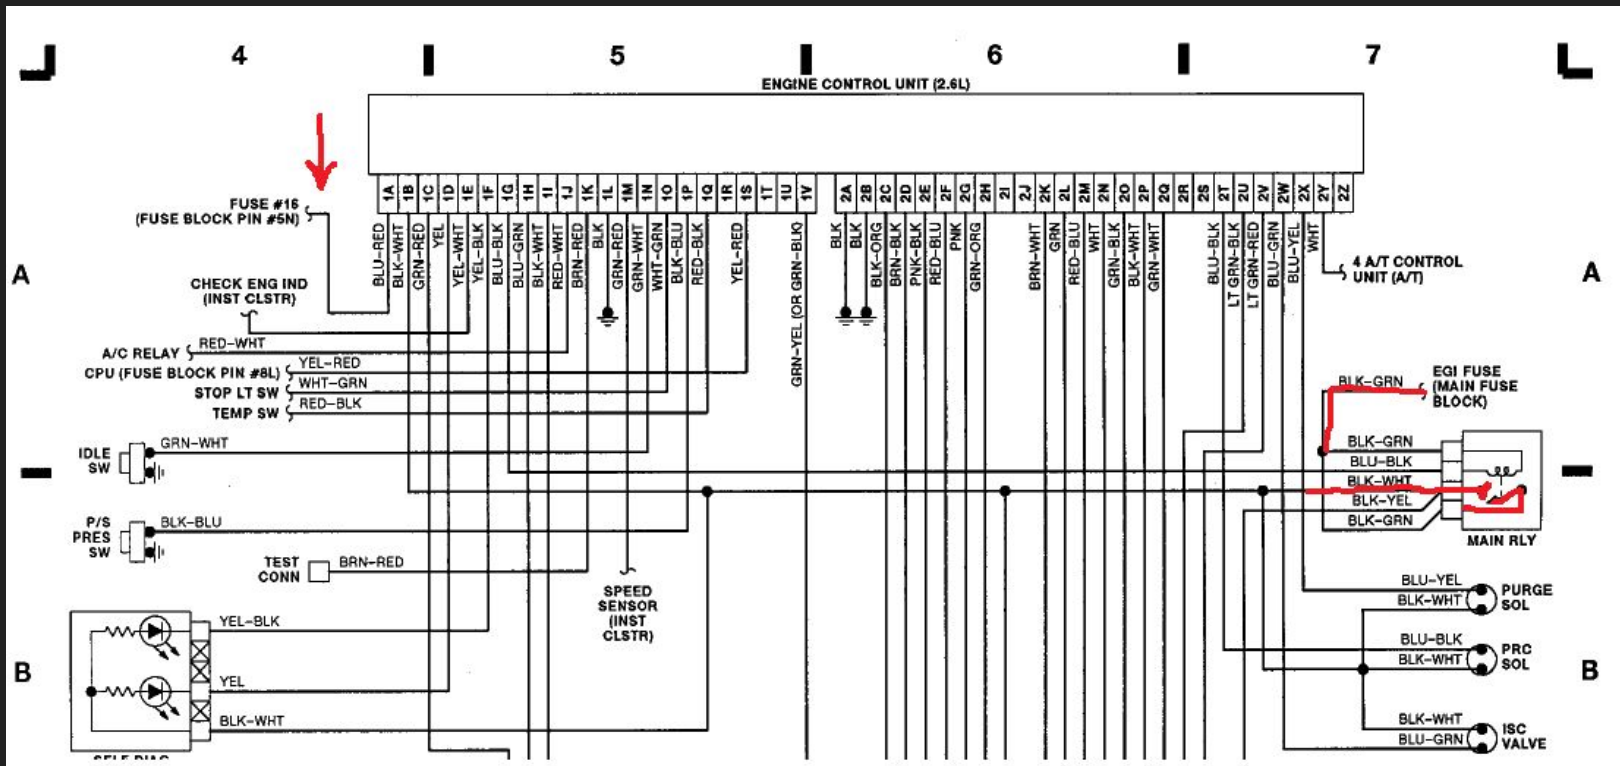 4 5 6 7
ENGINE CONTROL UNIT (2.6L)
1A 1B 1C 1D 1E 1F 1G 1H 1I 1J 1K 1L 1M 1N 1O 1P 1Q 1R 1S 1T 1U 1V 2A 2B 2C 2D 2E 2F 2G 2H 2I 2J 2K 2L 2M 2N 2O 2P 2Q 2R 2S 2T 2U 2V 2W 2X 2Y 2Z
BLU-RED
BLK-WHT
GRN-RED
YEL
YEL-WHT
YEL-BLK
BLU-BLK
BLU-GRN
BLK-WHT
RED-WHT
BRN-RED
BLK
GRN-RED
GRN-WHT
WHT-GRN
BLK-BLU
RED-BLK
YEL-RED
GRN-YEL (OR GRN-BLK)
BLK
BLK
BLK-ORG
BRN-BLK
PNK-BLK
RED-BLU
PNK
GRN-ORG
BRN-WHT
GRN
RED-BLU
WHT
GRN-BLK
BLK-WHT
GRN-WHT
BLU-BLK
LT GRN-BLK
LT GRN-RED
BLU-GRN
BLU-YEL
WHT
FUSE #16
(FUSE BLOCK PIN #5N)
A
CHECK ENG IND
(INST CLSTR)
4 A/T CONTROL
UNIT (A/T)
A
A/C RELAY
RED-WHT
CPU (FUSE BLOCK PIN #8L)
YEL-RED
STOP LT SW
WHT-GRN
TEMP SW
RED-BLK
BLK-GRN
EGI FUSE
(MAIN FUSE
BLOCK)
IDLE
SW
GRN-WHT
BLK-GRN
BLU-BLK
BLK-WHT
BLK-YEL
BLK-GRN
MAIN RLY
P/S
PRES
SW
BLK-BLU
TEST
CONN
BRN-RED
SPEED
SENSOR
(INST
CLSTR)
BLU-YEL
BLK-WHT
PURGE
SOL
YEL-BLK
BLU-BLK
BLK-WHT
PRC
SOL
B
YEL
B
BLK-WHT
BLK-WHT
BLU-GRN
ISC
VALVE
SELF DIAG